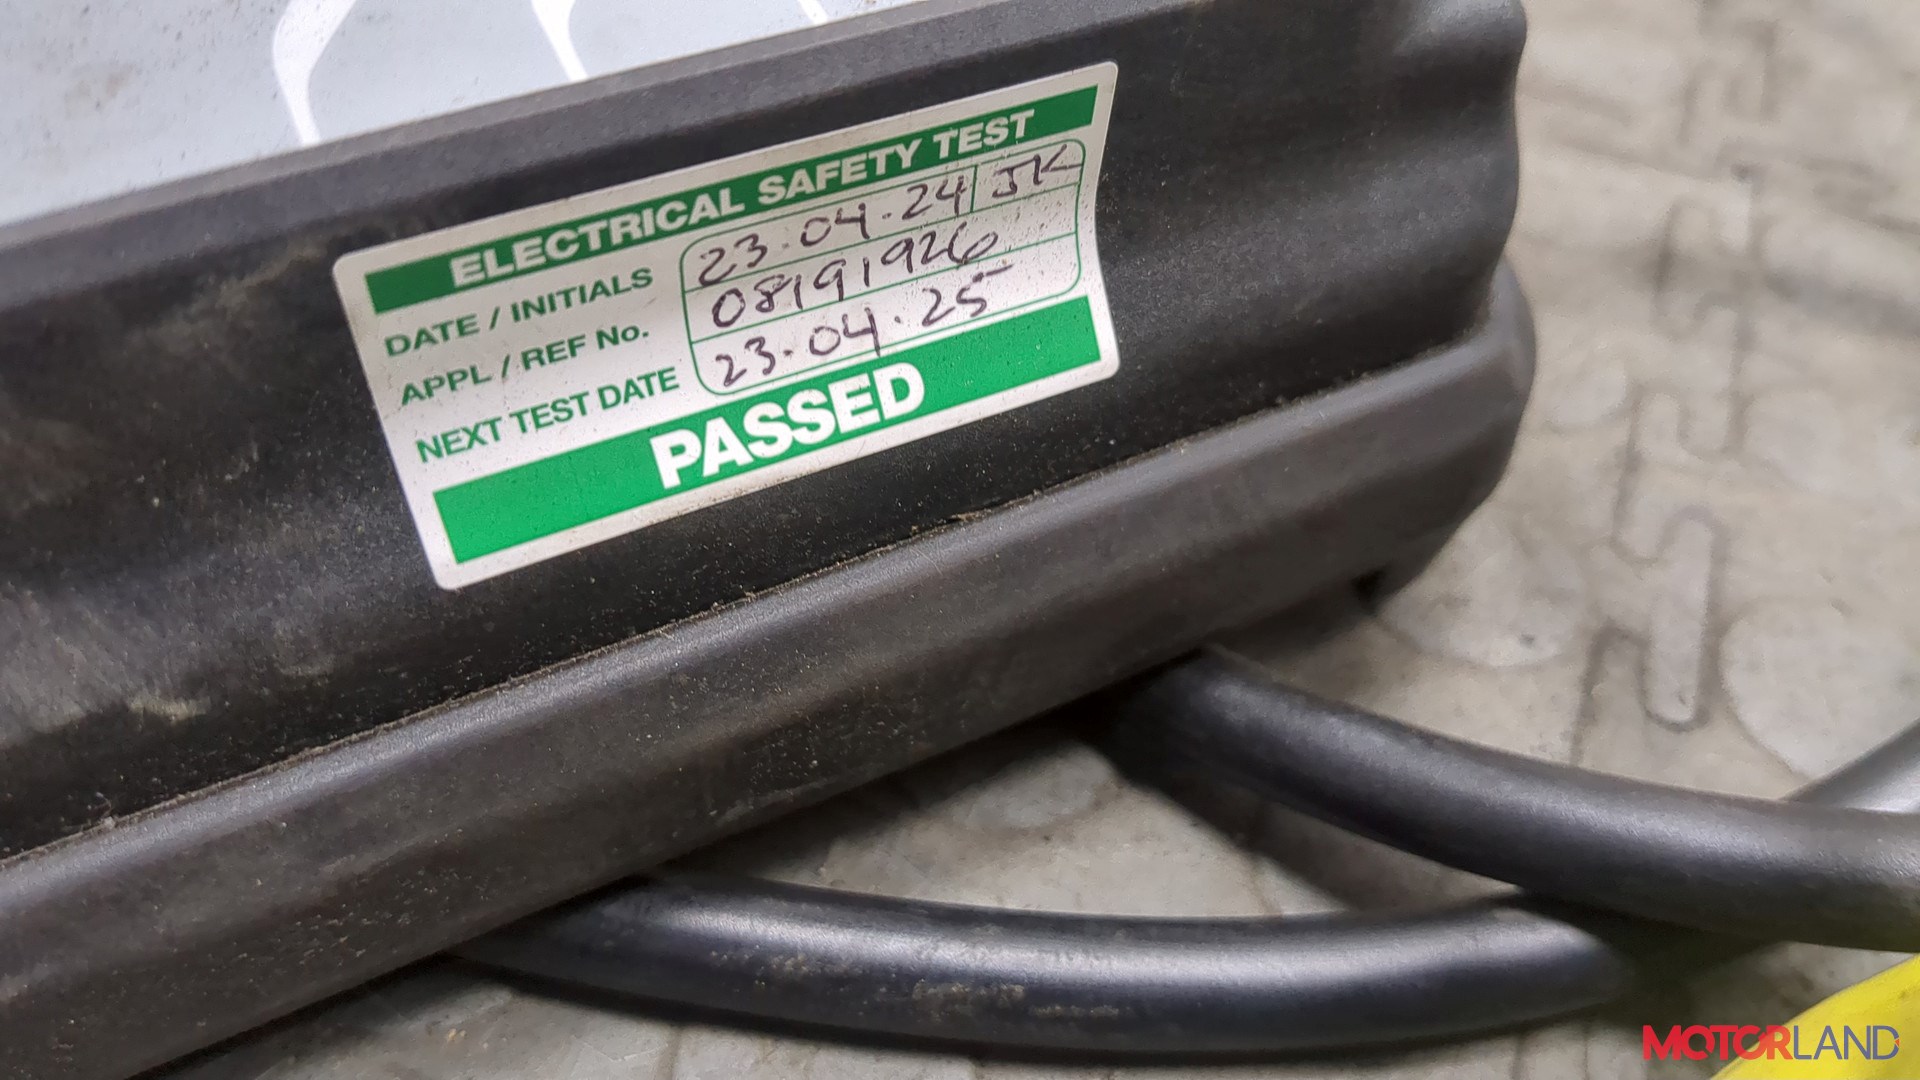 ELECTRICAL SAFETY TEST
DATE / INITIALS 23.04.24 JK
APPL / REF No. 08191926
NEXT TEST DATE 23.04.25
PASSED
MOTORLAND